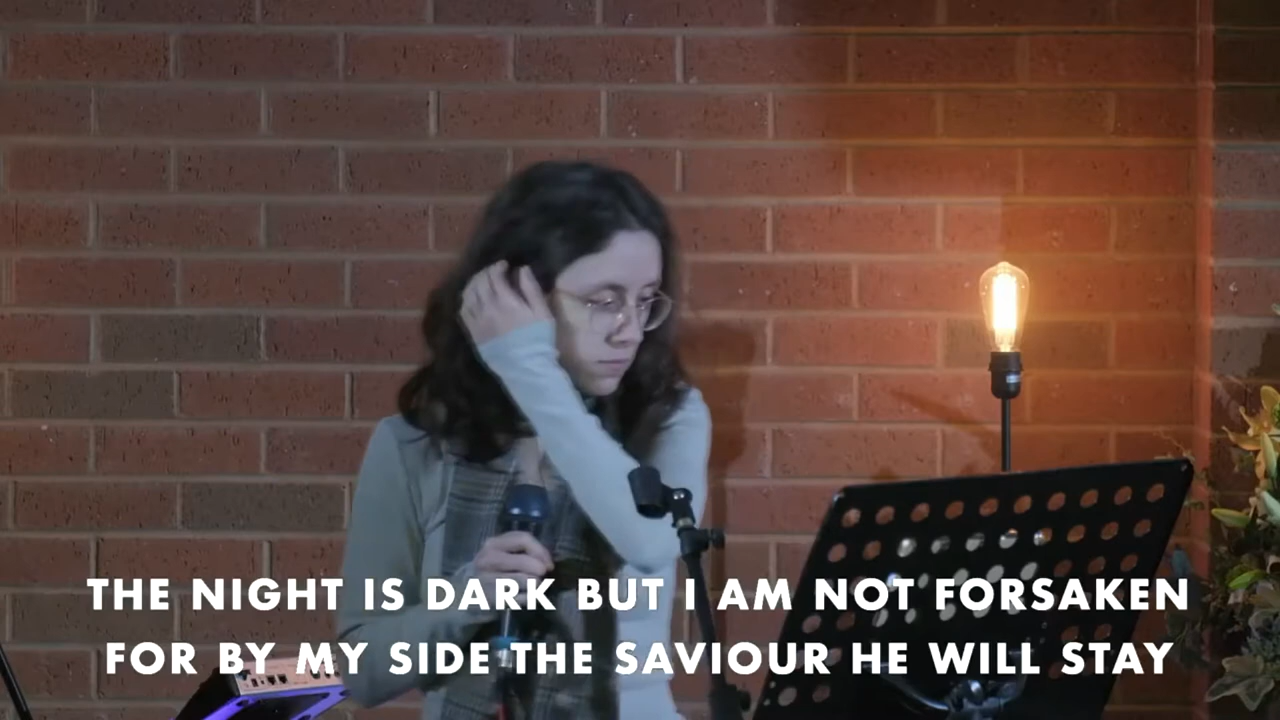 THE NIGHT IS DARK BUT I AM NOT FORSAKEN
FOR BY MY SIDE THE SAVIOUR HE WILL STAY